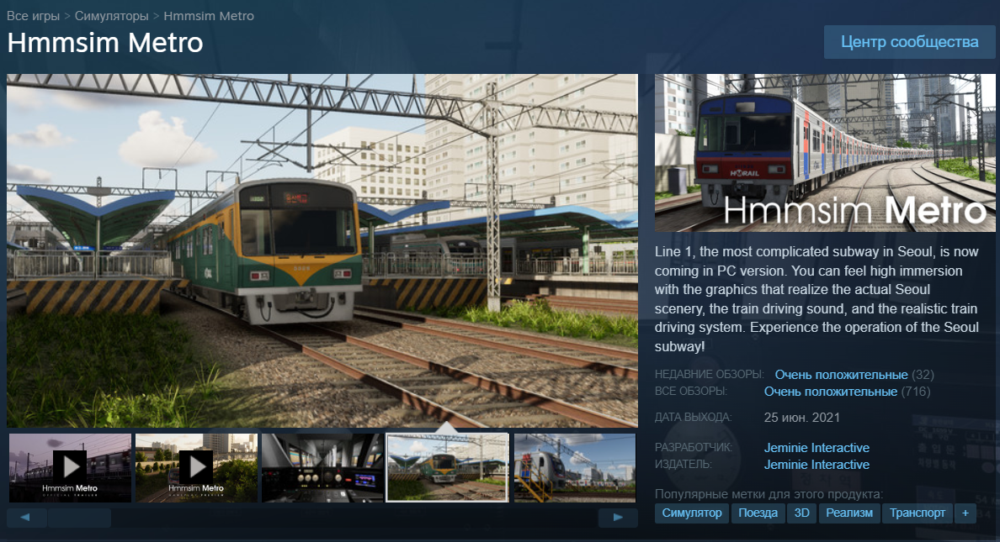 Все игры > Симуляторы > Hmmsim Metro
Hmmsim Metro
Центр сообщества
HMRAIL
Hmmsim Metro
Line 1, the most complicated subway in Seoul, is now
coming in PC version. You can feel high immersion
with the graphics that realize the actual Seoul
scenery, the train driving sound, and the realistic train
driving system. Experience the operation of the Seoul
subway!
НЕДАВНИЕ ОБЗОРЫ: Очень положительные (32)
ВСЕ ОБЗОРЫ: Очень положительные (716)
ДАТА ВЫХОДА: 25 июн. 2021
РАЗРАБОТЧИК: Jeminie Interactive
ИЗДАТЕЛЬ: Jeminie Interactive
Популярные метки для этого продукта:
Симулятор Поезда 3D Реализм Транспорт +
Hmmsim Metro
OFFICIAL TRAILER
Hmmsim Metro